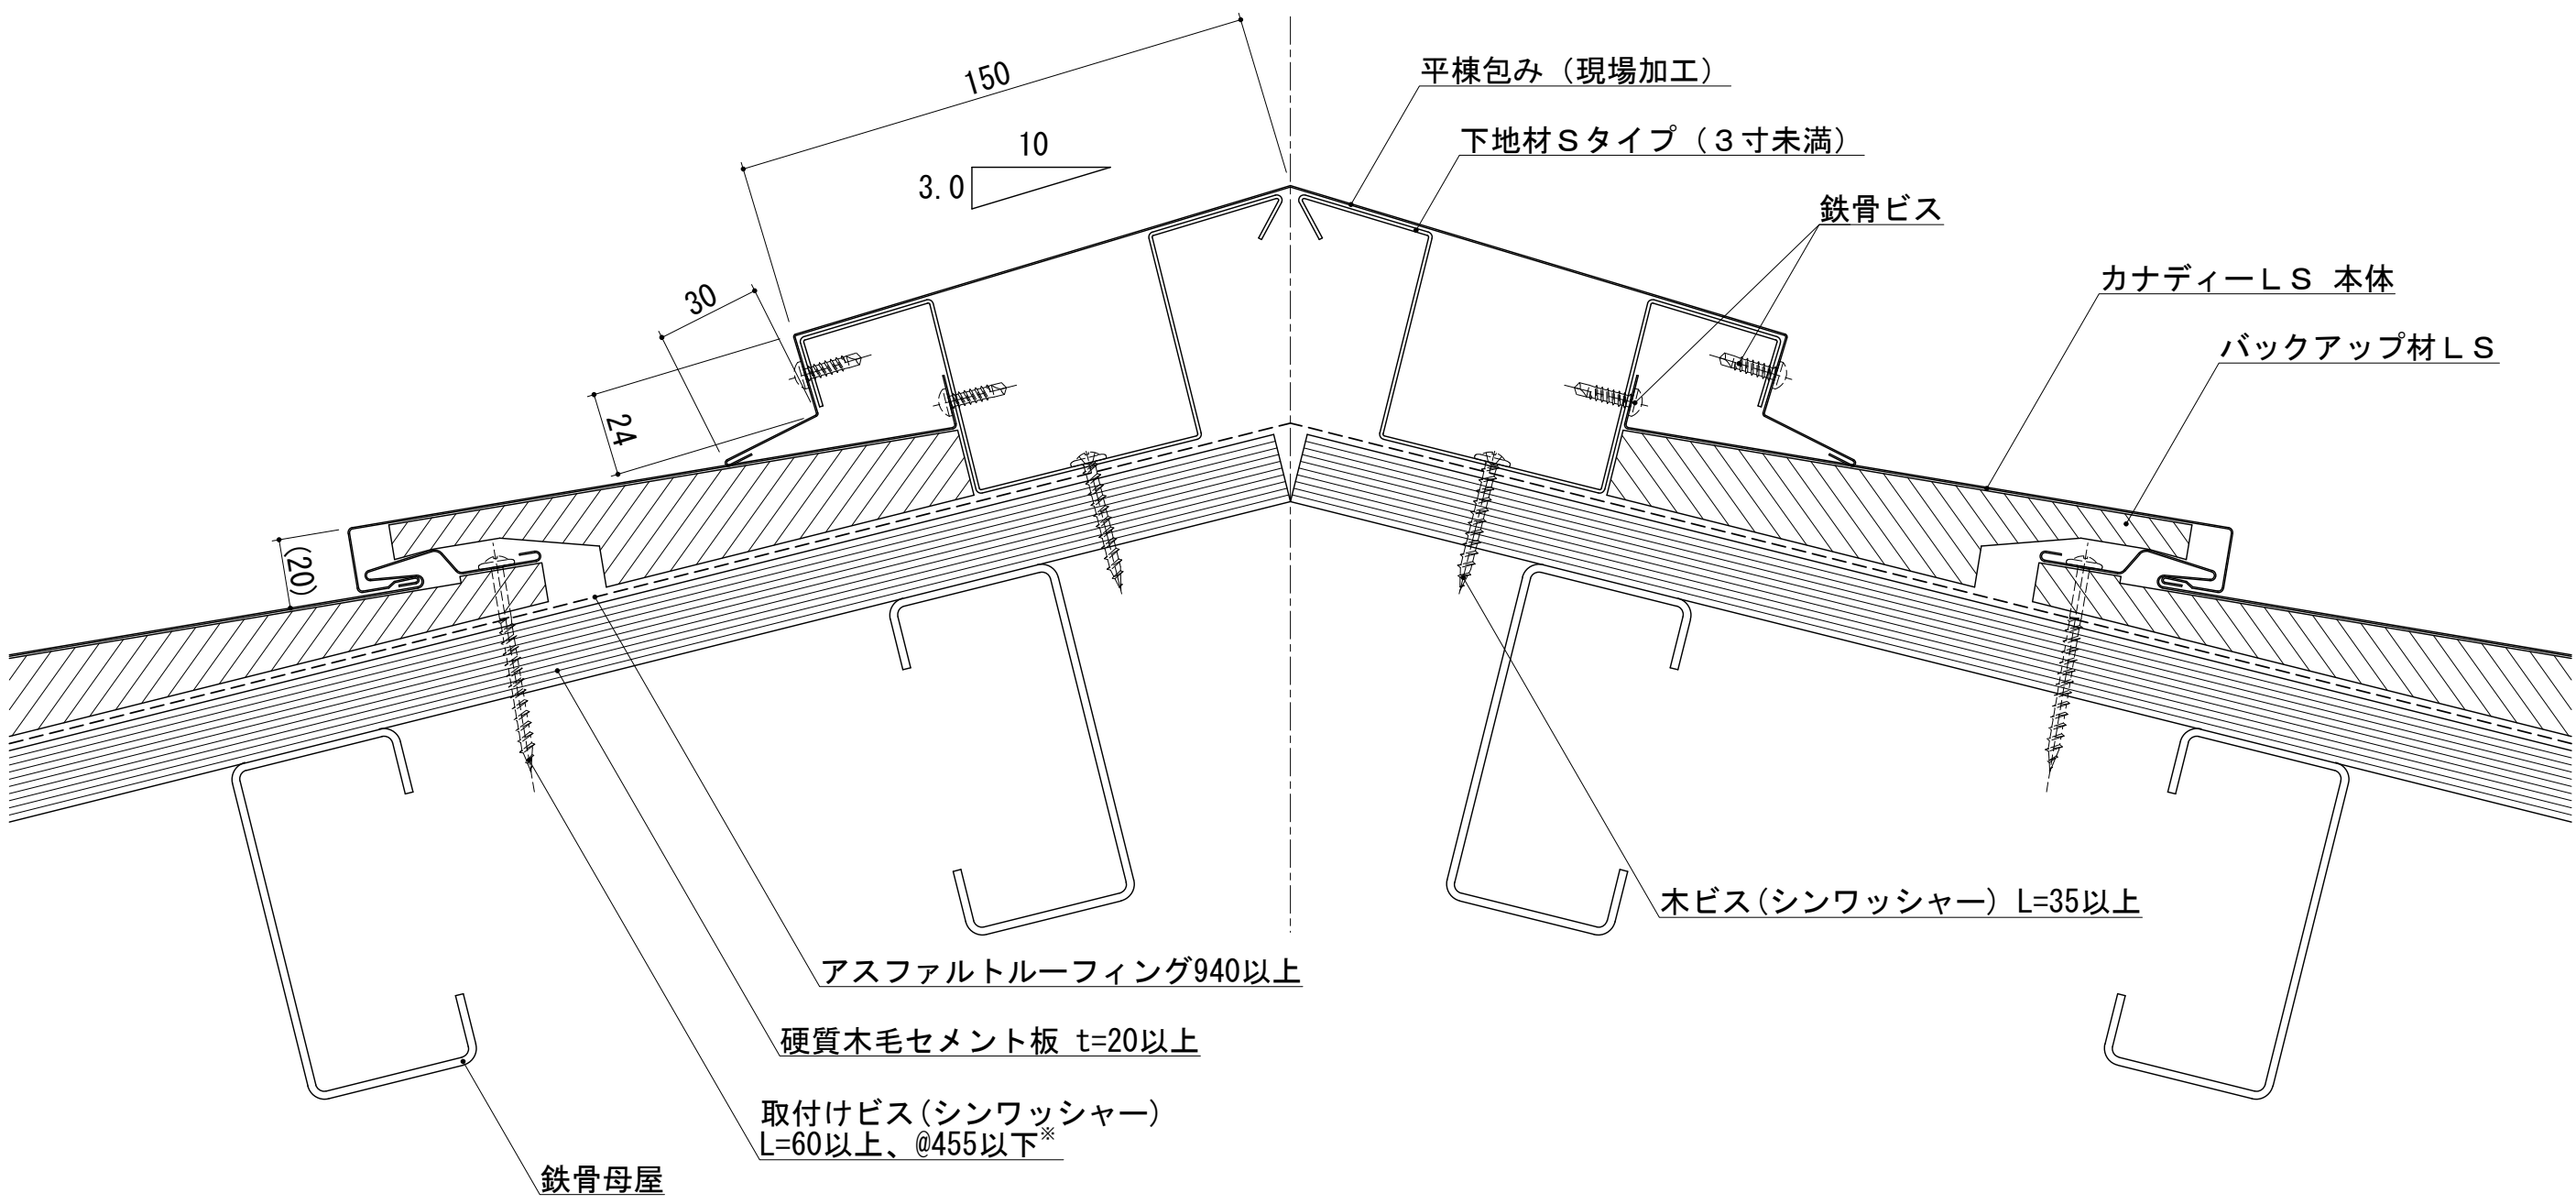 150
平棟包み（現場加工）
10
下地材Ｓタイプ（３寸未満）
3.0
鉄骨ビス
カナディーＬＳ 本体
30
バックアップ材ＬＳ
24
(20)
木ビス(シンワッシャー) L=35以上
アスファルトルーフィング940以上
硬質木毛セメント板 t=20以上
取付けビス(シンワッシャー)
L=60以上、@455以下※
鉄骨母屋